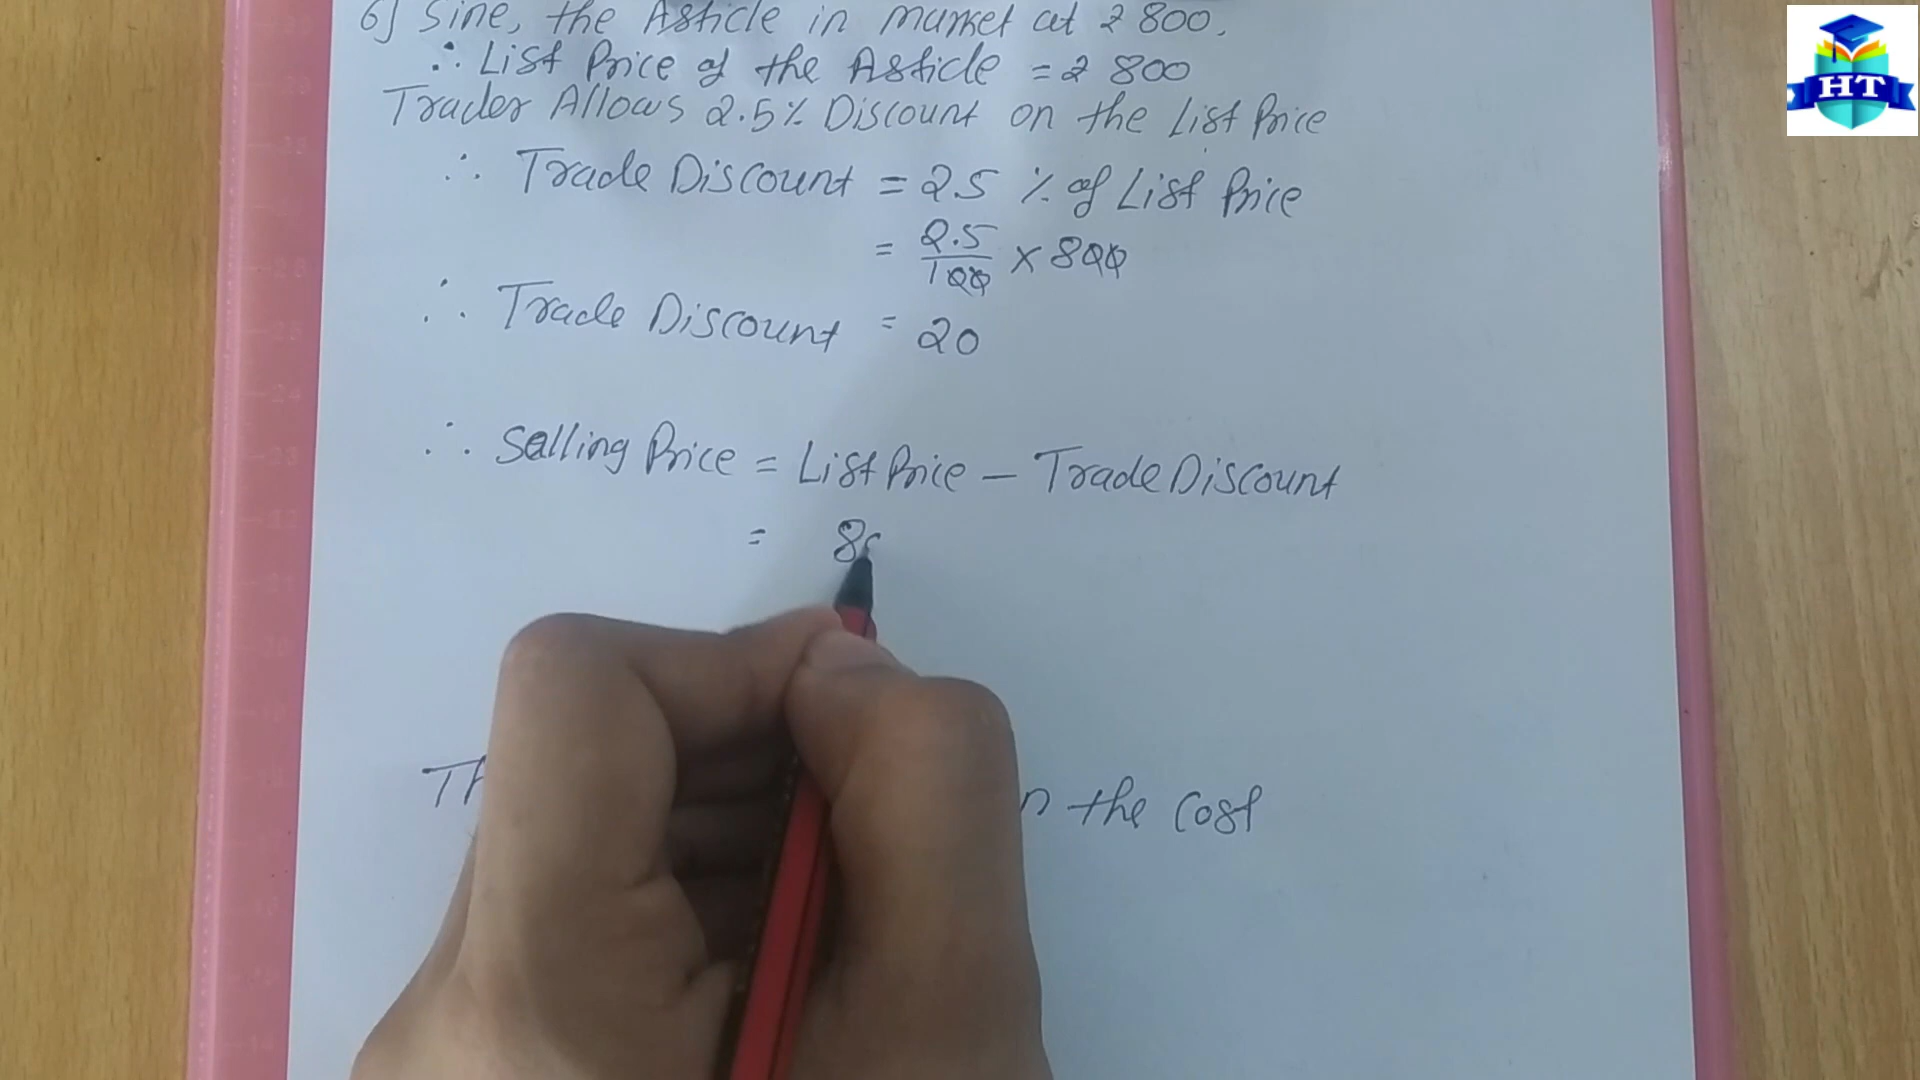 6) Sine, the Article in market at ₹ 800.
∴ List Price of the Article = ₹ 800
Trader Allows 2.5% Discount on the List Price
∴ Trade Discount = 2.5 % of List Price
= 2.5/100 × 800
∴ Trade Discount = 20
∴ Selling Price = List Price – Trade Discount
= 80
the cost
HT